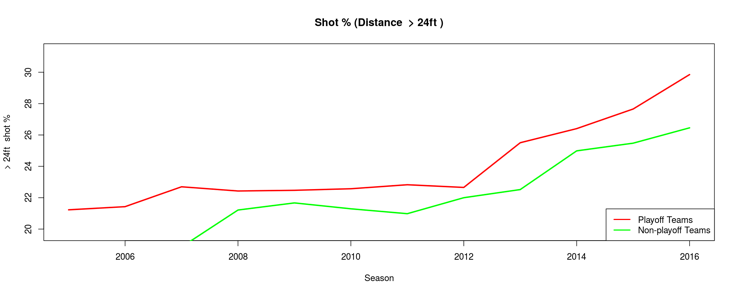 Shot % (Distance > 24ft )
> 24ft shot %
30
28
26
24
22
20
2006 2008 2010 2012 2014 2016
Season
Playoff Teams
Non-playoff Teams